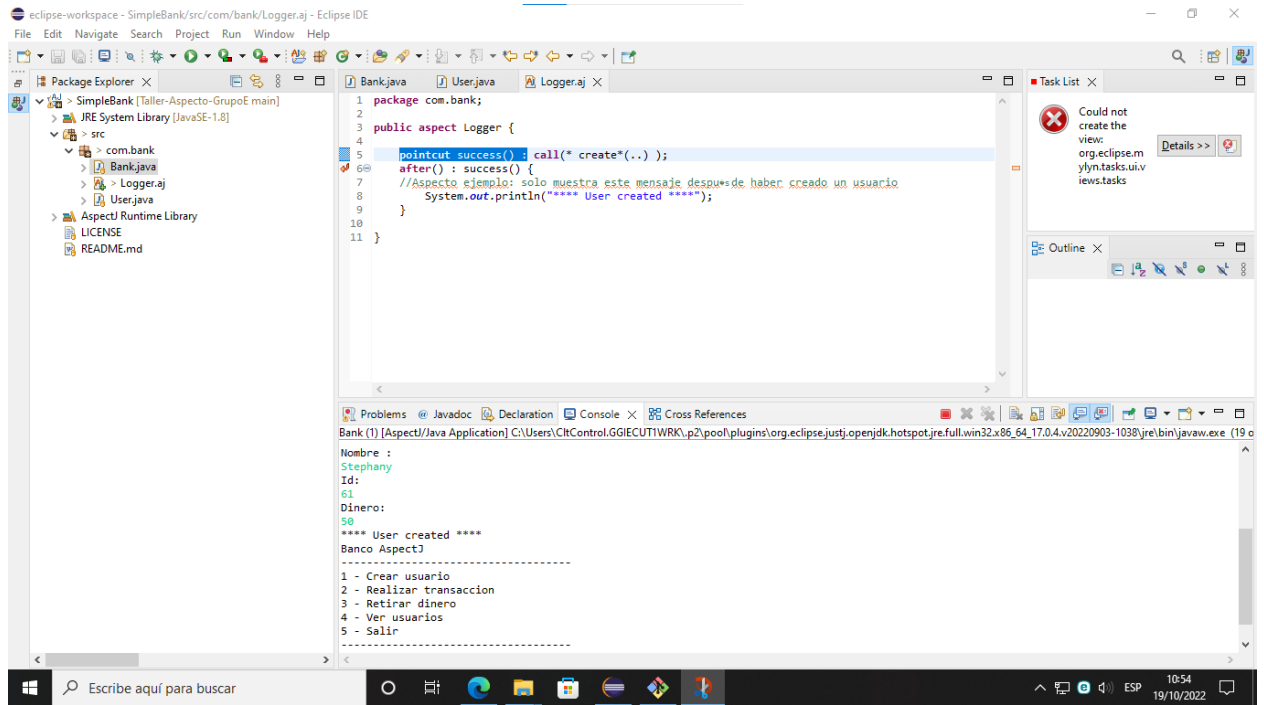 eclipse-workspace - SimpleBank/src/com/bank/Logger.aj - Eclipse IDE
File Edit Navigate Search Project Run Window Help
Package Explorer
> SimpleBank [Taller-Aspecto-GrupoE main]
JRE System Library [JavaSE-1.8]
> src
> com.bank
> Bank.java
> Logger.aj
> User.java
AspectJ Runtime Library
LICENSE
README.md
Bank.java User.java Logger.aj
1 package com.bank;
2
3 public aspect Logger {
4
5 pointcut success() : call(* create*(..) );
6 after() : success() {
7 //Aspecto ejemplo: solo muestra este mensaje despu�sde haber creado un usuario
8 System.out.println("**** User created ****");
9 }
10
11 }
Task List
Could not
create the
view:
org.eclipse.m
ylyn.tasks.ui.v
iews.tasks
Details >>
Outline
Problems @ Javadoc Declaration Console Cross References
Bank (1) [AspectJ/Java Application] C:\Users\CltControl.GGIECUT1WRK\.p2\pool\plugins\org.eclipse.justj.openjdk.hotspot.jre.full.win32.x86_64_17.0.4.v20220903-1038\jre\bin\javaw.exe (19 o
Nombre :
Stephany
Id:
61
Dinero:
50
**** User created ****
Banco AspectJ
-----------------------------------
1 - Crear usuario
2 - Realizar transaccion
3 - Retirar dinero
4 - Ver usuarios
5 - Salir
-----------------------------------
Escribe aquí para buscar
ESP
10:54
19/10/2022